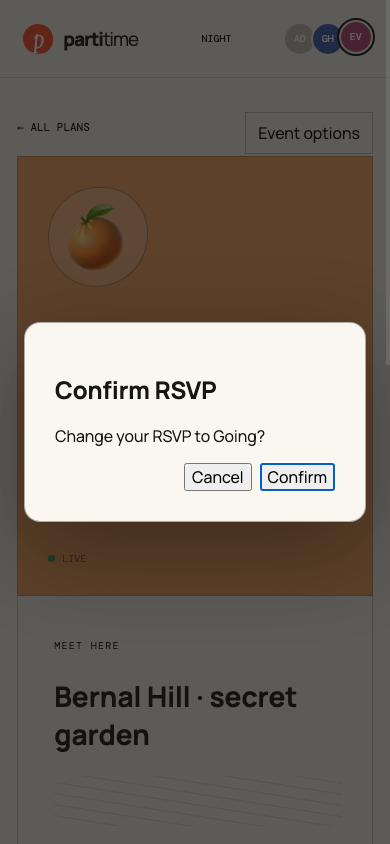 p partitime
NIGHT
AD GH EV
← ALL PLANS
Event options
Confirm RSVP
Change your RSVP to Going?
Cancel Confirm
LIVE
MEET HERE
Bernal Hill · secret
garden